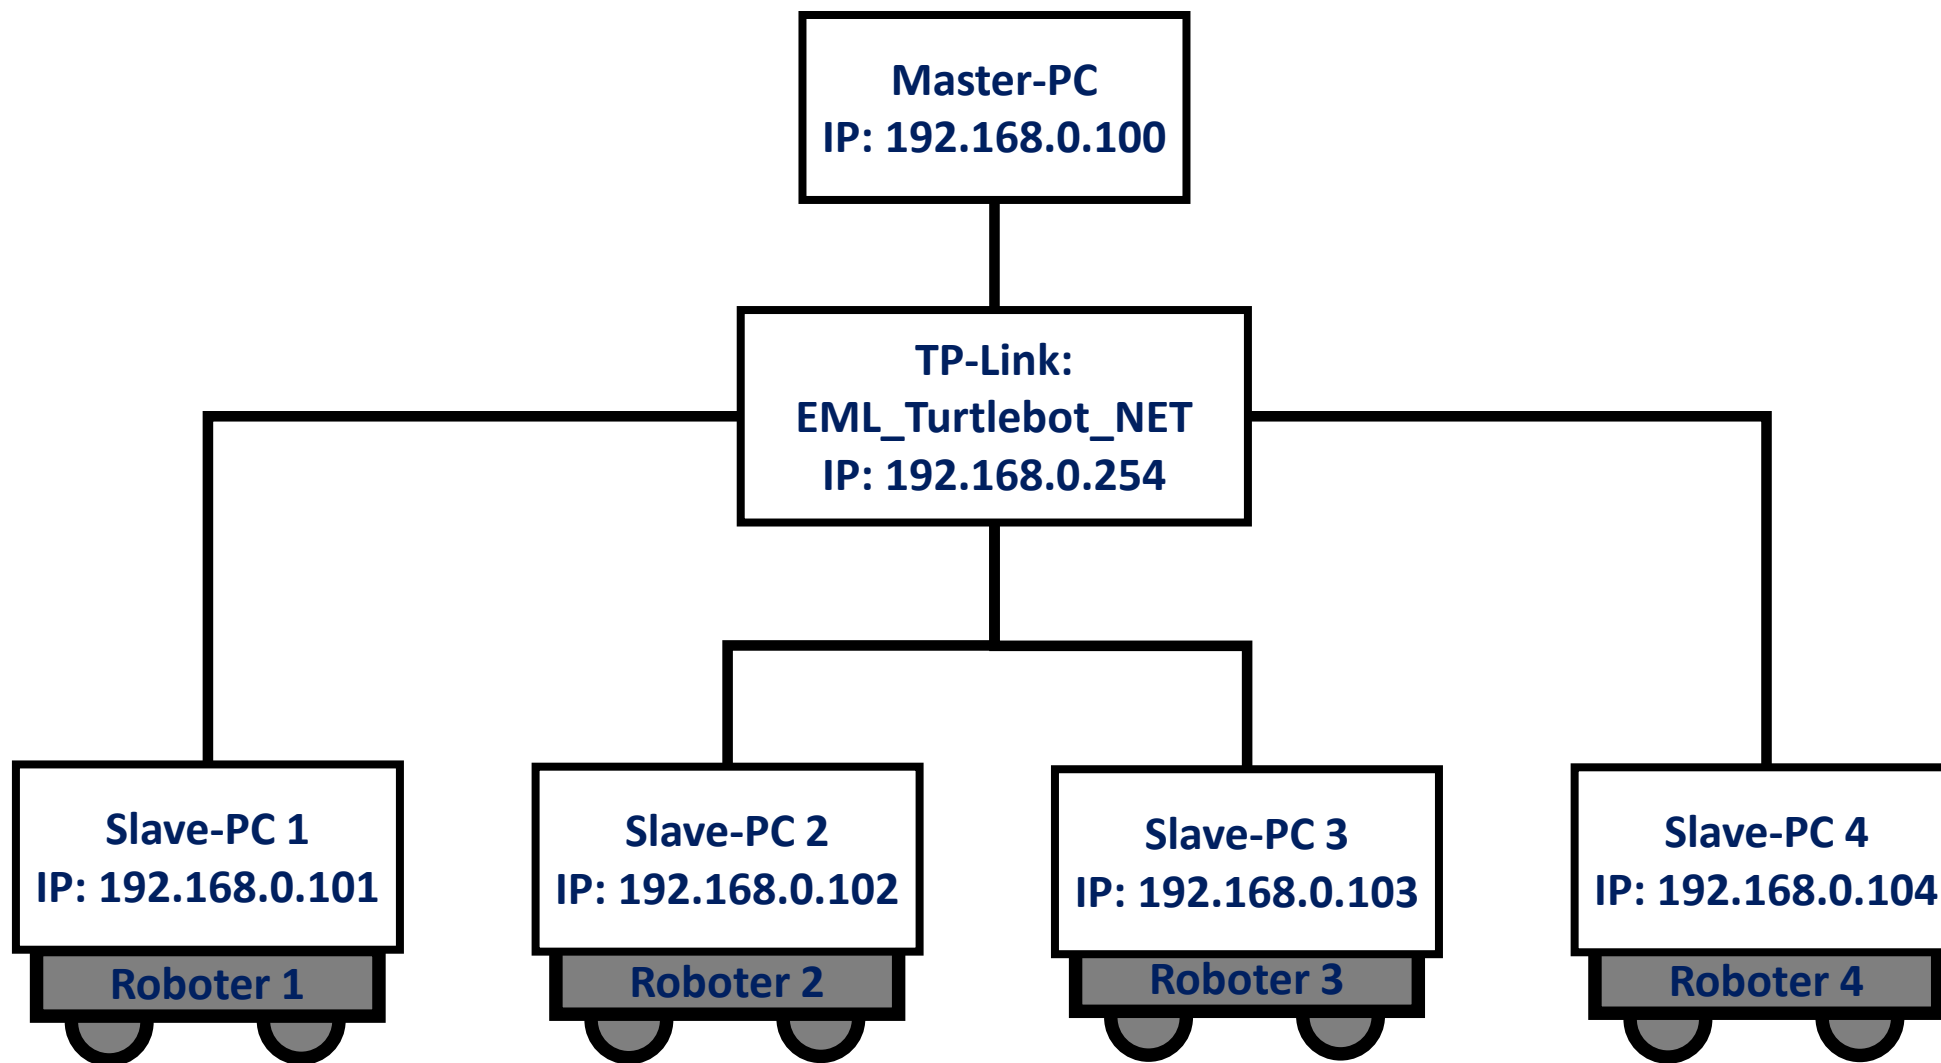 Master-PC
IP: 192.168.0.100
TP-Link:
EML_Turtlebot_NET
IP: 192.168.0.254
Slave-PC 1
IP: 192.168.0.101
Roboter 1
Slave-PC 2
IP: 192.168.0.102
Roboter 2
Slave-PC 3
IP: 192.168.0.103
Roboter 3
Slave-PC 4
IP: 192.168.0.104
Roboter 4